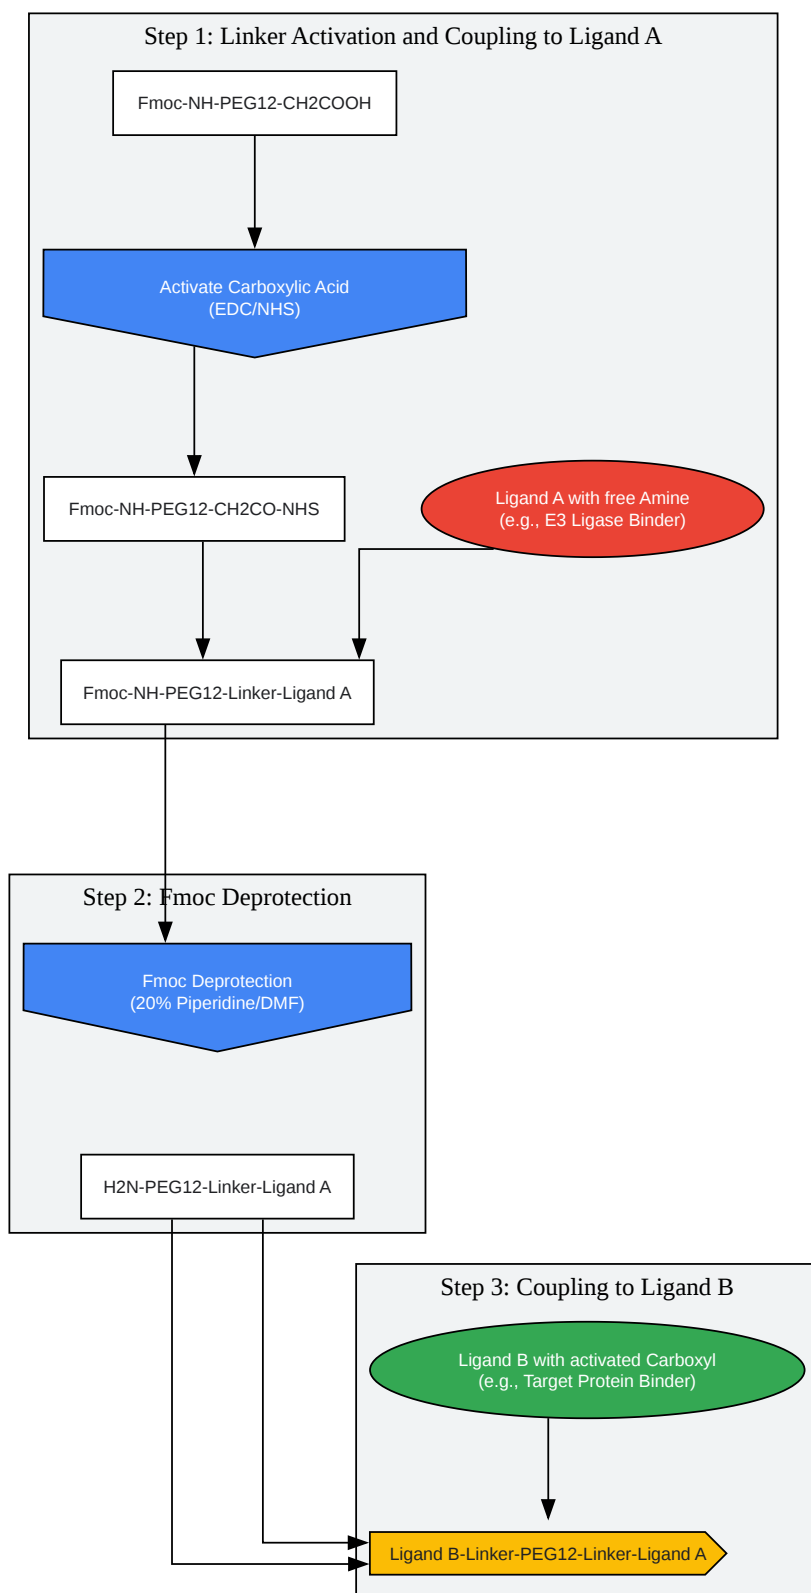 Step 1: Linker Activation and Coupling to Ligand A
Fmoc-NH-PEG12-CH2COOH
Activate Carboxylic Acid
(EDC/NHS)
Fmoc-NH-PEG12-CH2CO-NHS
Ligand A with free Amine
(e.g., E3 Ligase Binder)
Fmoc-NH-PEG12-Linker-Ligand A
Step 2: Fmoc Deprotection
Fmoc Deprotection
(20% Piperidine/DMF)
H2N-PEG12-Linker-Ligand A
Step 3: Coupling to Ligand B
Ligand B with activated Carboxyl
(e.g., Target Protein Binder)
Ligand B-Linker-PEG12-Linker-Ligand A